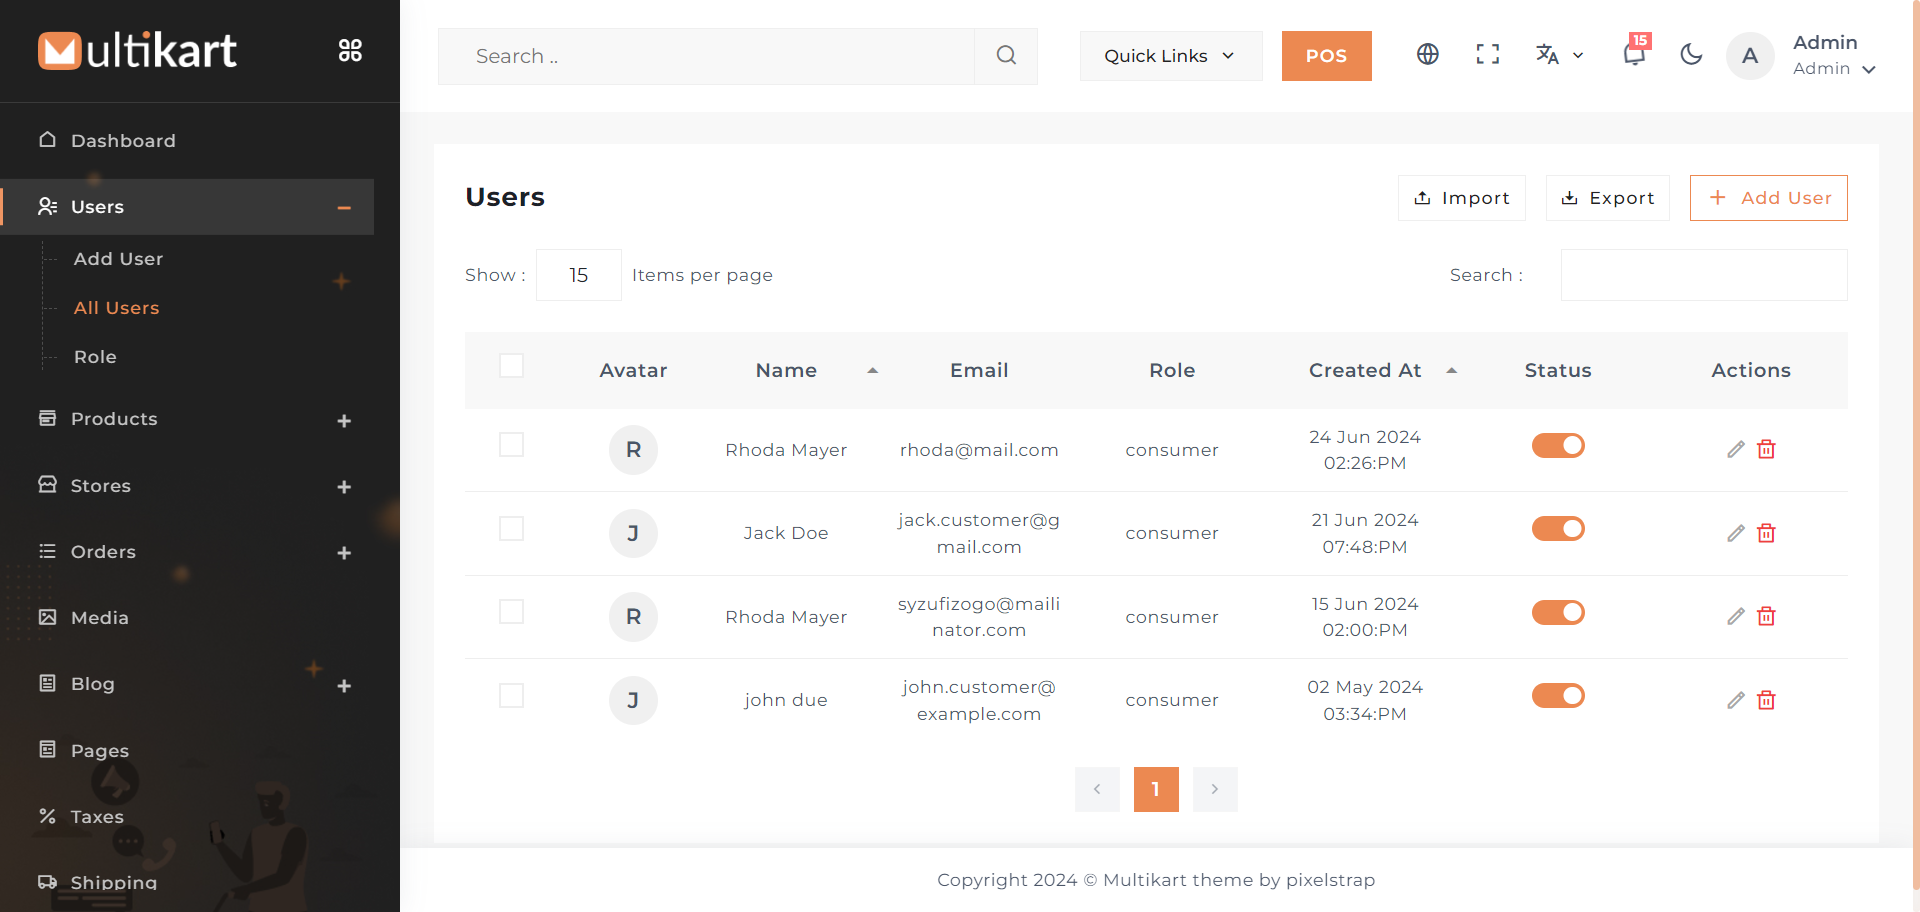 Multikart
Search ..
Quick Links
POS
15
A
Admin
Admin
Dashboard
Users
Add User
All Users
Role
Products
Stores
Orders
Media
Blog
Pages
Taxes
Shipping
Users
Import
Export
Add User
Show : 15 Items per page
Search :
Avatar Name Email Role Created At Status Actions
R Rhoda Mayer rhoda@mail.com consumer 24 Jun 2024
02:26:PM
J Jack Doe jack.customer@g consumer 21 Jun 2024
mail.com 07:48:PM
R Rhoda Mayer syzufizogo@maili consumer 15 Jun 2024
nator.com 02:00:PM
J john due john.customer@ consumer 02 May 2024
example.com 03:34:PM
1
Copyright 2024 © Multikart theme by pixelstrap